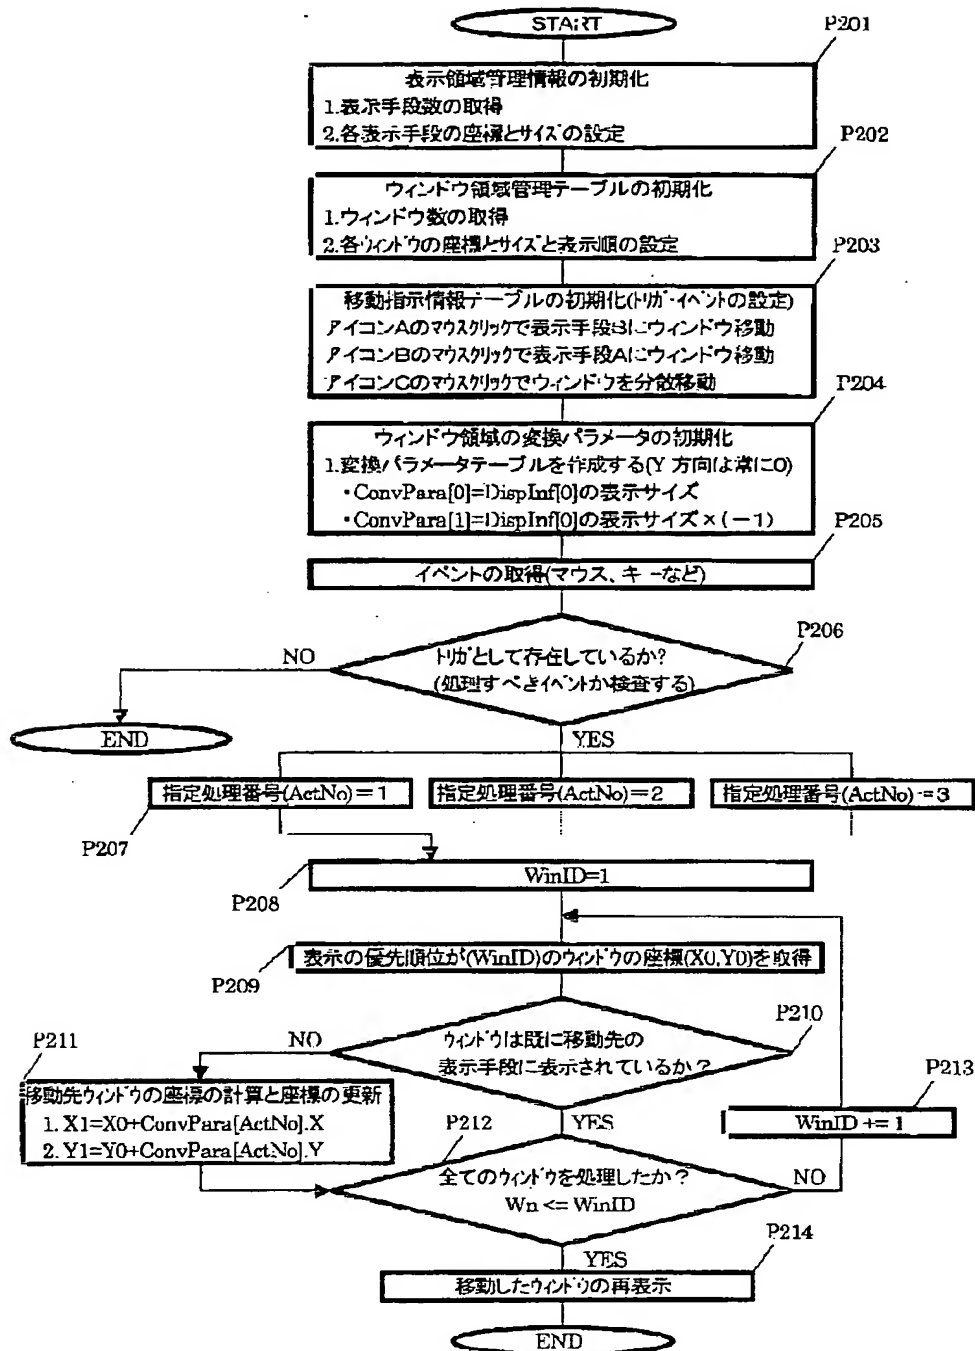 START
P201
表示領域管理情報の初期化
1.表示手段数の取得
2.各表示手段の座標とサイズの設定
P202
ウィンドウ領域管理テーブルの初期化
1.ウィンドウ数の取得
2.各ウィンドウの座標とサイズと表示順の設定
P203
移動指示情報テーブルの初期化(トリガ・イベントの設定)
アイコンAのマウスクリックで表示手段Bにウィンドウ移動
アイコンBのマウスクリックで表示手段Aにウィンドウ移動
アイコンCのマウスクリックでウィンドウを分散移動
P204
ウィンドウ領域の変換パラメータの初期化
1.変換パラメータテーブルを作成する(Y方向は常に0)
・ConvPara[0]=DispInf[0]の表示サイズ
・ConvPara[1]=DispInf[0]の表示サイズ×(-1)
P205
イベントの取得(マウス、キーなど)
P206
トリガとして存在しているか?
(処理すべきイベントか検査する)
NO
END
YES
指定処理番号(ActNo)=1
指定処理番号(ActNo)=2
指定処理番号(ActNo)=3
P207
WinID=1
P208
表示の優先順位が(WinID)のウィンドウの座標(X0,Y0)を取得
P209
P210
ウィンドウは既に移動先の
表示手段に表示されているか?
NO
P211
移動先ウィンドウの座標の計算と座標の更新
1. X1=X0+ConvPara[ActNo].X
2. Y1=Y0+ConvPara[ActNo].Y
YES
P212
P213
WinID += 1
全てのウィンドウを処理したか?
Wn <= WinID
NO
YES
P214
移動したウィンドウの再表示
END